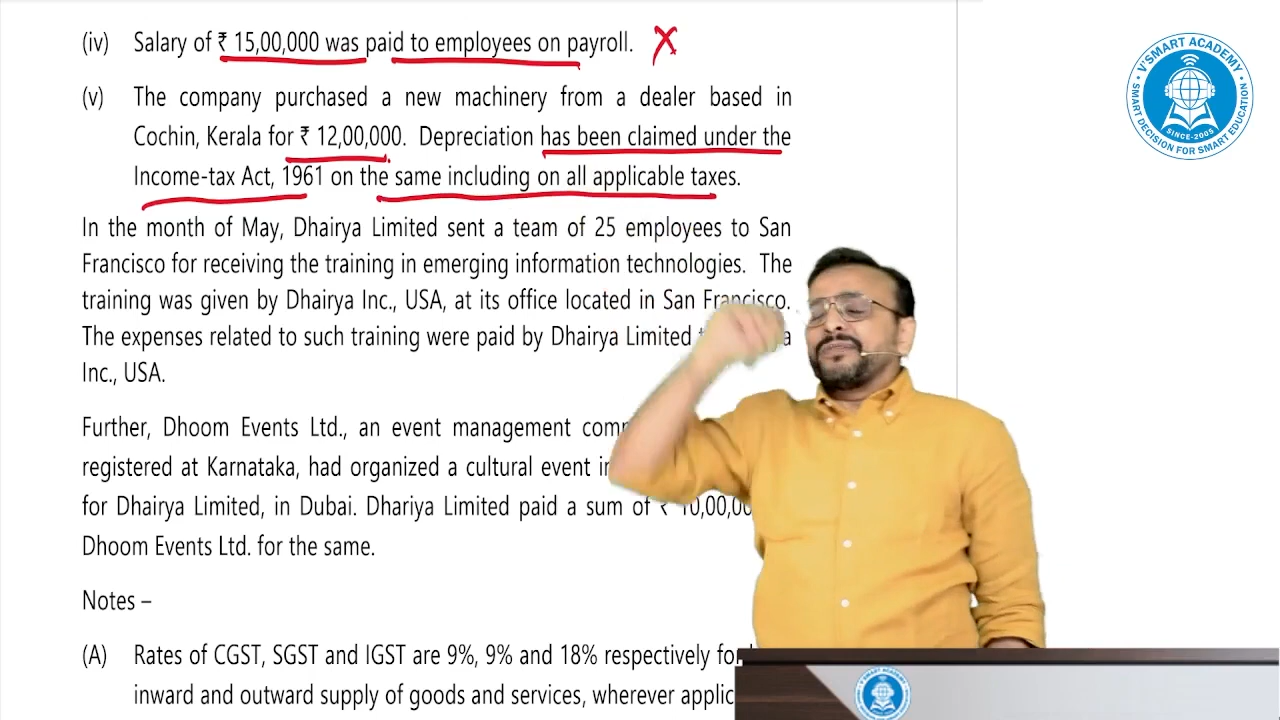 (iv) Salary of ₹ 15,00,000 was paid to employees on payroll. X
(v) The company purchased a new machinery from a dealer based in
Cochin, Kerala for ₹ 12,00,000. Depreciation has been claimed under the
Income-tax Act, 1961 on the same including on all applicable taxes.
In the month of May, Dhairya Limited sent a team of 25 employees to San
Francisco for receiving the training in emerging information technologies. The
training was given by Dhairya Inc., USA, at its office located in San Francisco.
The expenses related to such training were paid by Dhairya Limited
Inc., USA.
Further, Dhoom Events Ltd., an event management
registered at Karnataka, had organized a cultural event
for Dhairya Limited, in Dubai. Dhariya Limited paid a sum of ₹ 10,00,00
Dhoom Events Ltd. for the same.
Notes –
(A) Rates of CGST, SGST and IGST are 9%, 9% and 18% respectively for
inward and outward supply of goods and services, wherever
V'SMART ACADEMY
SMART DECISION FOR SMART EDUCATION
SINCE-2005